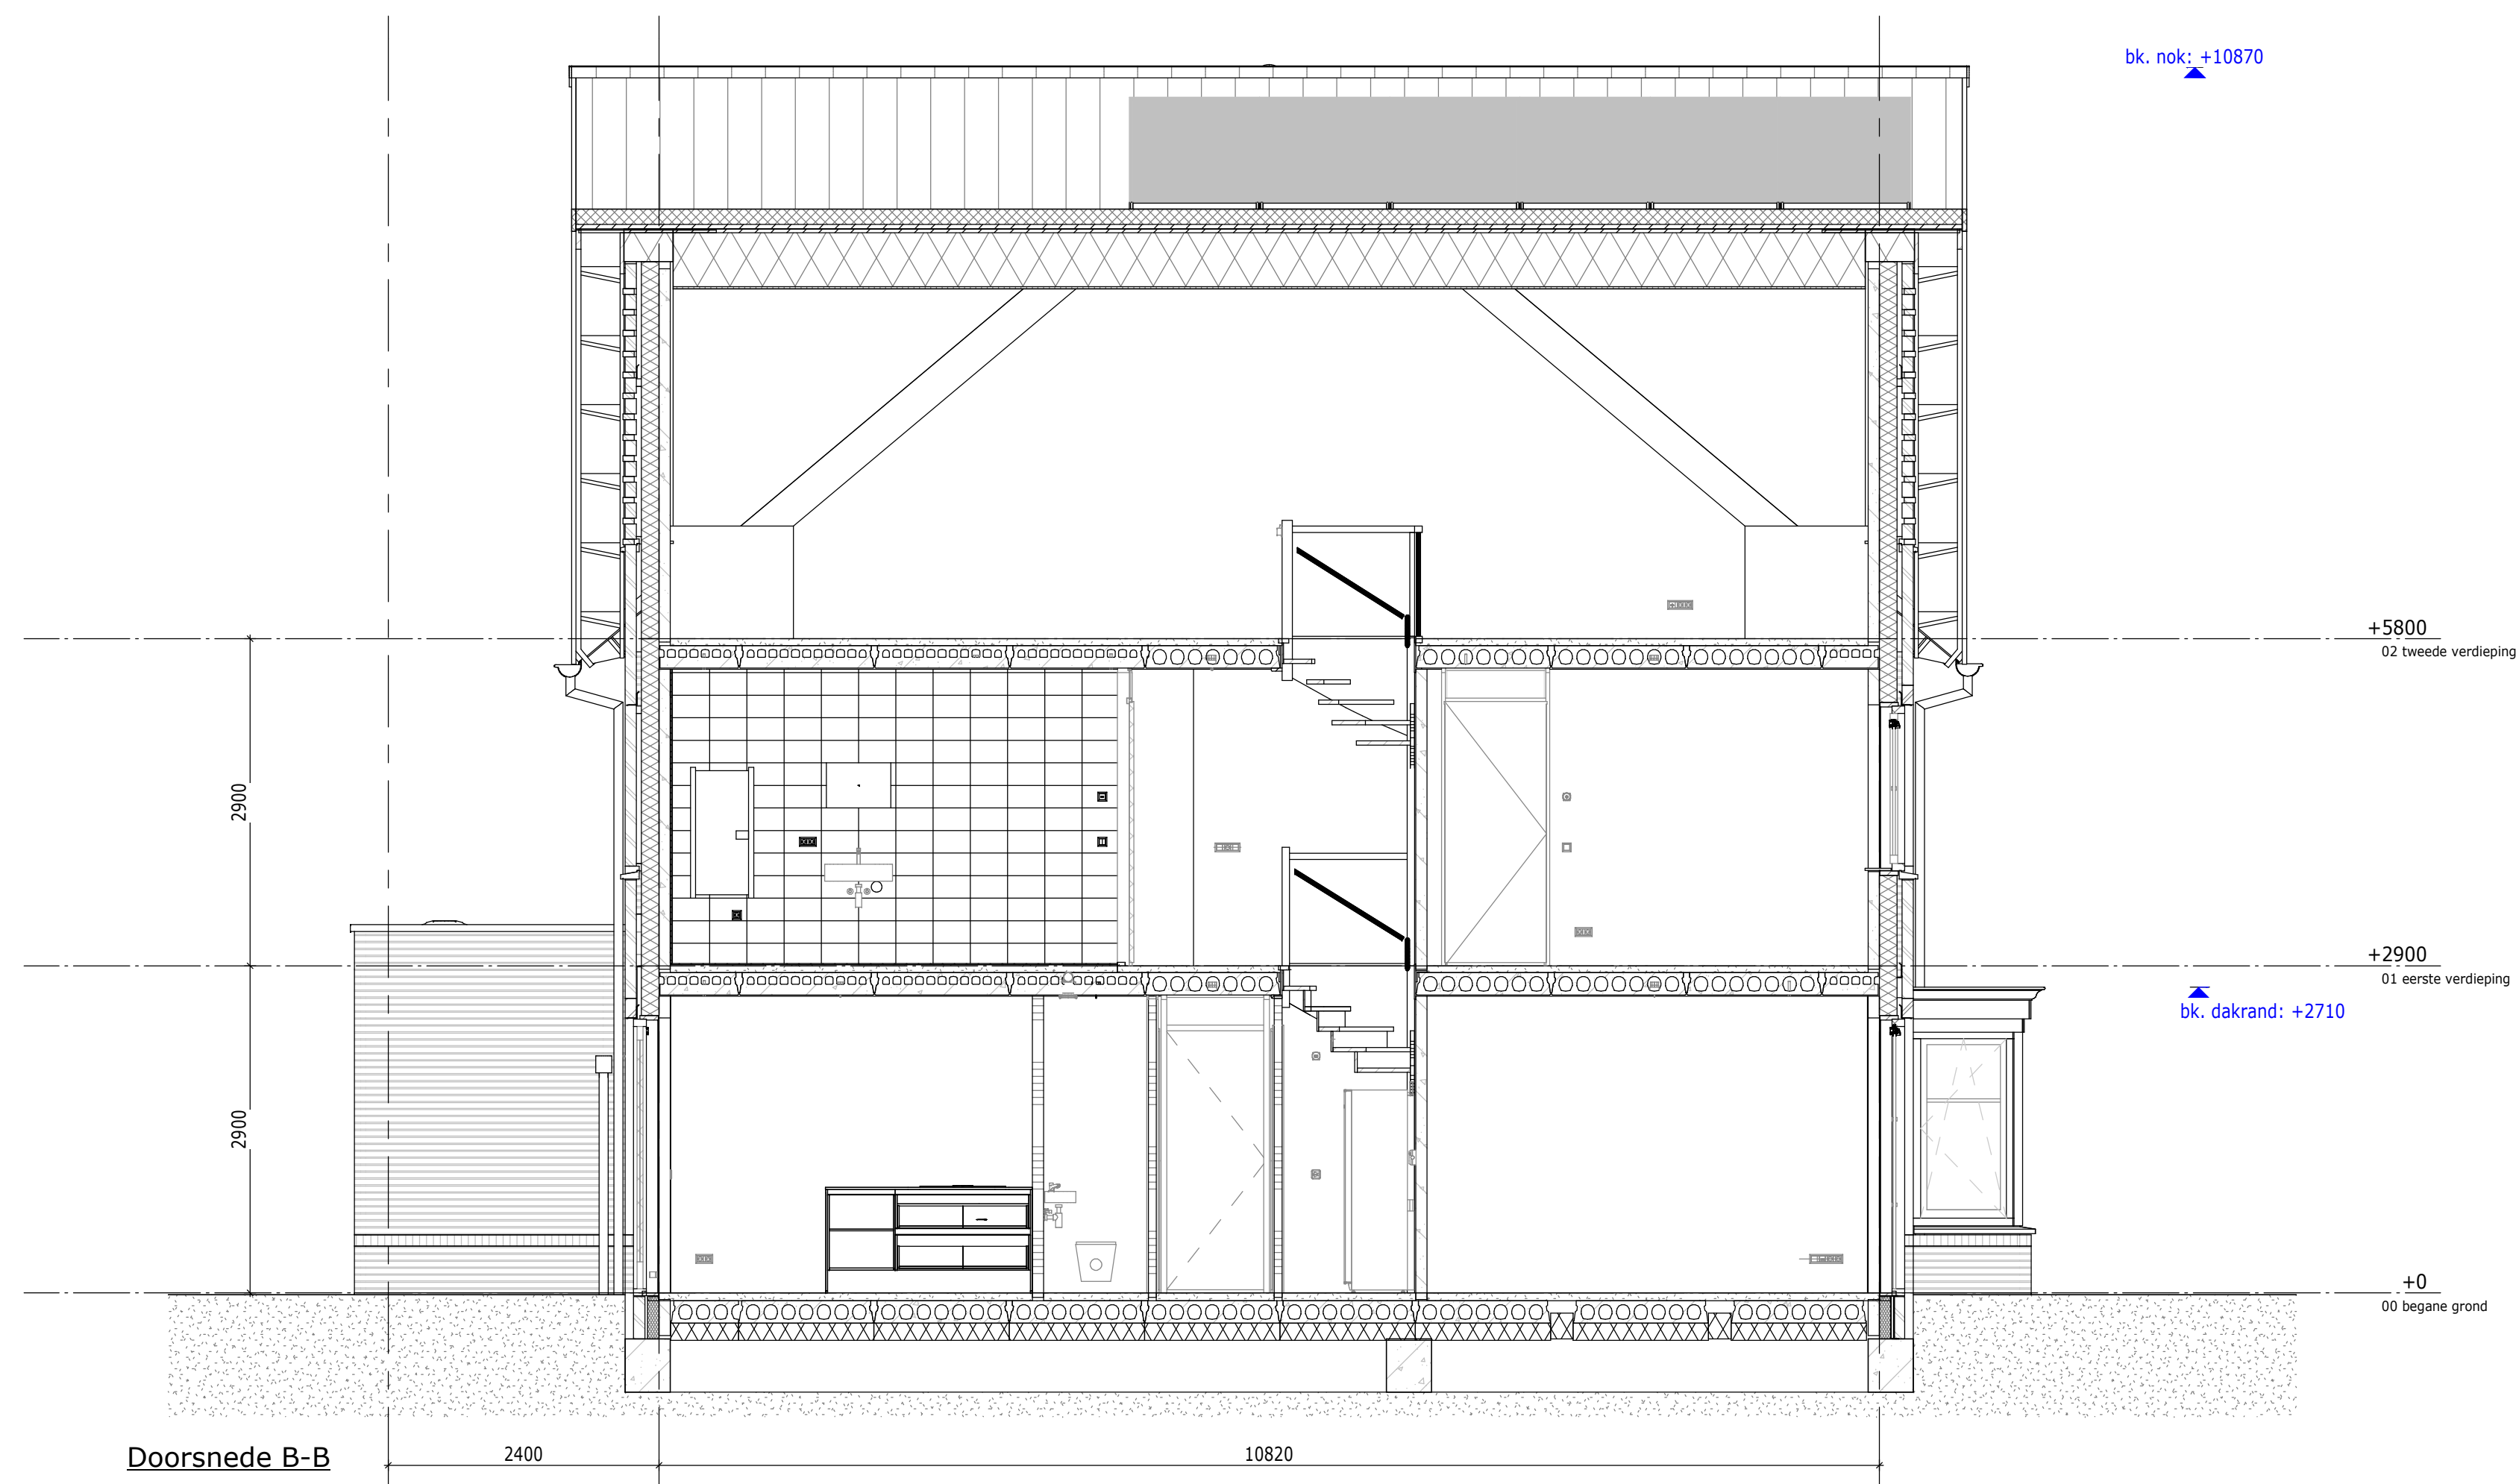 bk. nok: +10870
+5800
02 tweede verdieping
2900
+2900
01 eerste verdieping
bk. dakrand: +2710
2900
+0
00 begane grond
Doorsnede B-B
2400
10820